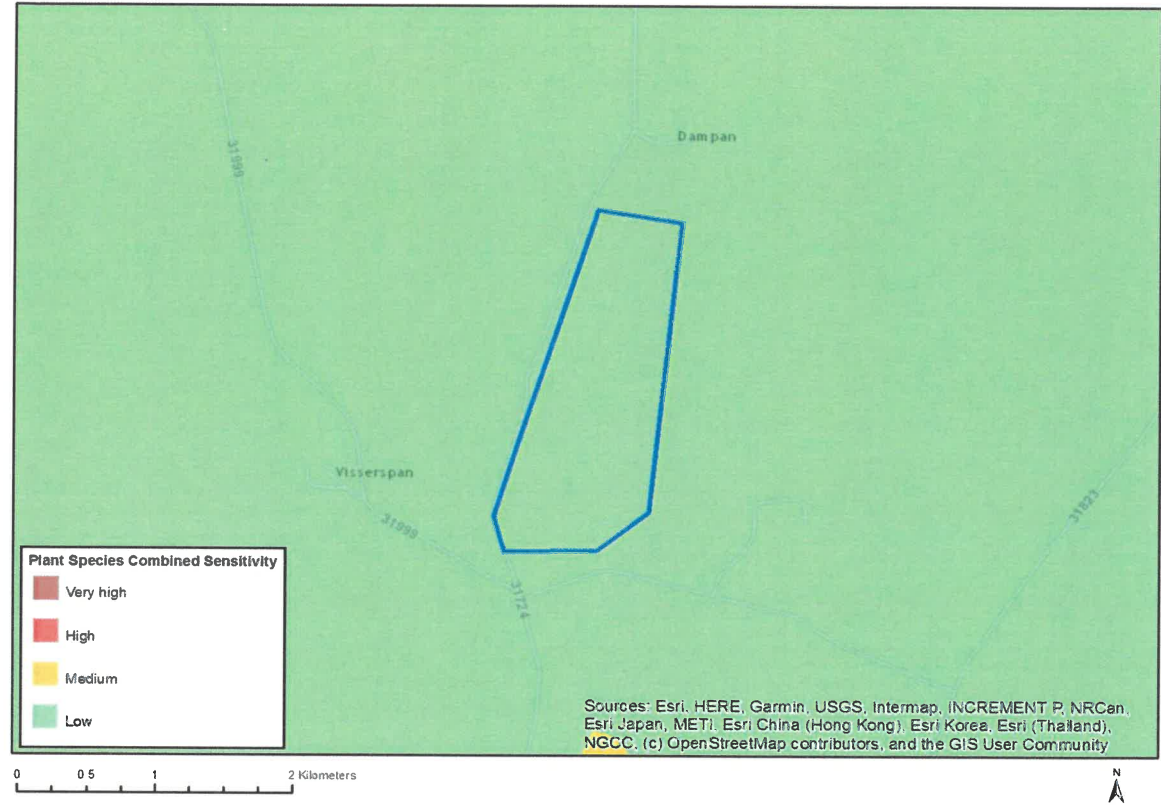 Dampan
31999
Visserspan
31999
31724
31823
Plant Species Combined Sensitivity
Very high
High
Medium
Low
Sources: Esri, HERE, Garmin, USGS, Intermap, INCREMENT P, NRCan,
Esri Japan, METI, Esri China (Hong Kong), Esri Korea, Esri (Thailand),
NGCC, (c) OpenStreetMap contributors, and the GIS User Community
0 0 5 1 2 Kilometers
N